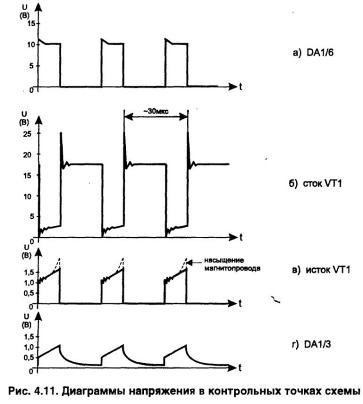 U
(В)
15
10
5
0
t
а) DA1/6
U
(В)
25
20
15
10
5
0
~30мкс
t
б) сток VT1
U
(В)
1,5
1,0
0
насыщение
магнитопровода
t
в) исток VT1
U
(В)
1,5
1,0
0,5
0
t
г) DA1/3
Рис. 4.11. Диаграммы напряжения в контрольных точках схемы